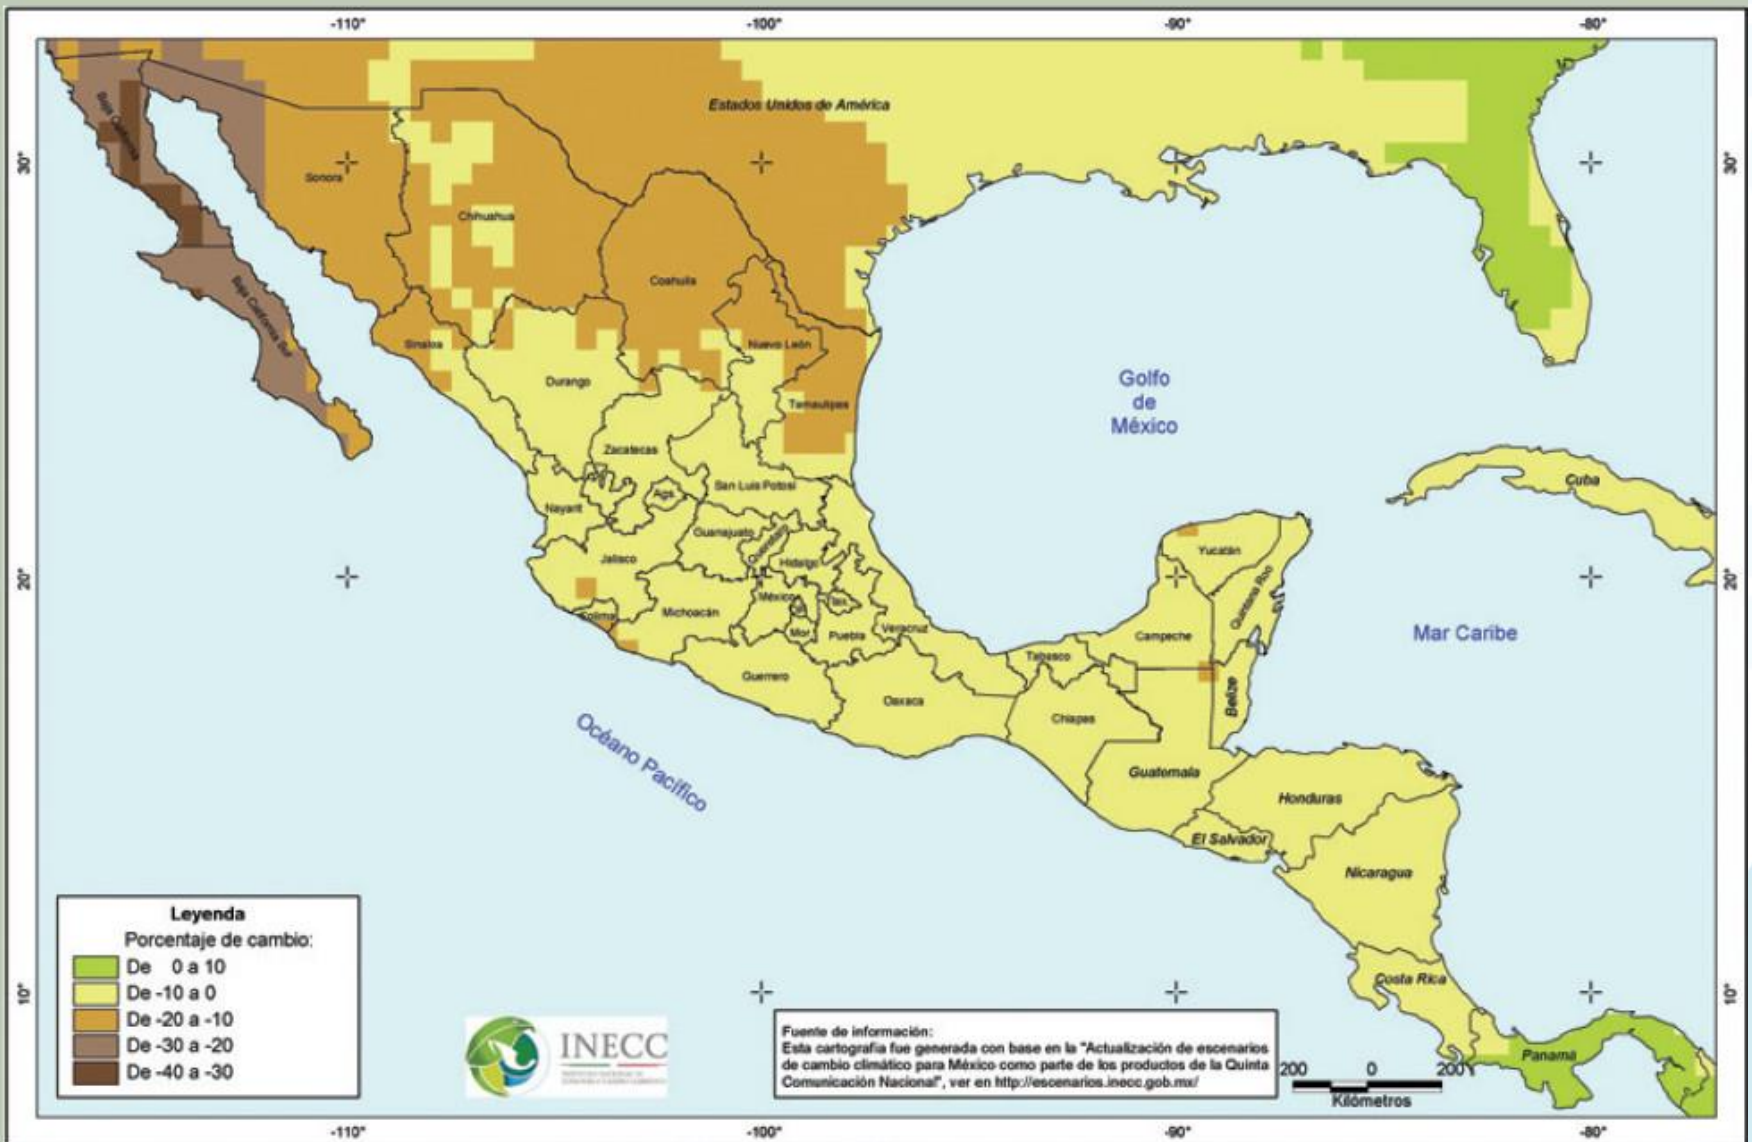 -110° -100° -90° -80°
Estados Unidos de América
Baja California
30° 30°
Sonora
Chihuahua
Coahuila
Baja California Sur
Sinaloa
Nuevo León
Durango
Golfo
de
México
Tamaulipas
Zacatecas
Cuba
San Luis Potosí
Ags.
Nayarit
Guanajuato
Querétaro
Yucatán
Jalisco
Hidalgo
20° 20°
Quintana Roo
México
Tlax.
Colima
Michoacán
Mor.
Puebla
Veracruz
Campeche
Mar Caribe
Tabasco
Guerrero
Oaxaca
Belize
Chiapas
Océano Pacífico
Guatemala
Honduras
El Salvador
Nicaragua
Leyenda
Porcentaje de cambio:
De 0 a 10
De -10 a 0
De -20 a -10
De -30 a -20
De -40 a -30
Costa Rica
10° 10°
INECC
Fuente de información:
Esta cartografía fue generada con base en la "Actualización de escenarios
de cambio climático para México como parte de los productos de la Quinta
Comunicación Nacional", ver en http://escenarios.inecc.gob.mx/
Panamá
200 0 200
Kilómetros
-110° -100° -90° -80°